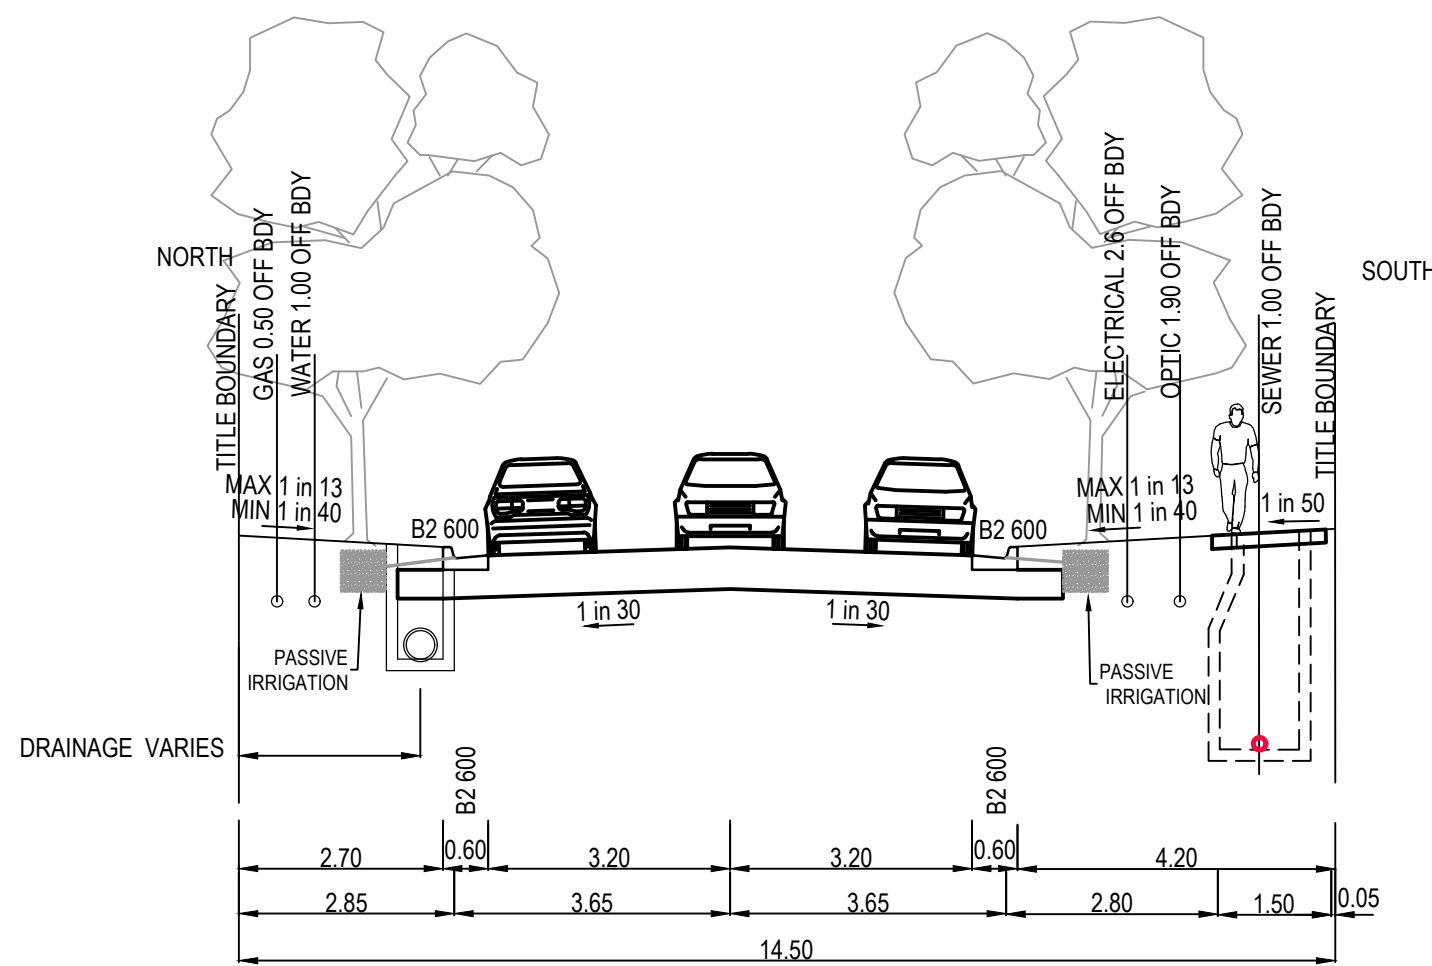 NORTH
SOUTH
TITLE BOUNDARY
GAS 0.50 OFF BDY
WATER 1.00 OFF BDY
ELECTRICAL 2.6 OFF BDY
OPTIC 1.90 OFF BDY
SEWER 1.00 OFF BDY
TITLE BOUNDARY
MAX 1 in 13
MIN 1 in 40
B2 600
B2 600
MAX 1 in 13
MIN 1 in 40
1 in 50
1 in 30
1 in 30
PASSIVE
IRRIGATION
PASSIVE
IRRIGATION
DRAINAGE VARIES
B2 600
B2 600
2.70
0.60
3.20
3.20
0.60
4.20
2.85
3.65
3.65
2.80
1.50
0.05
14.50